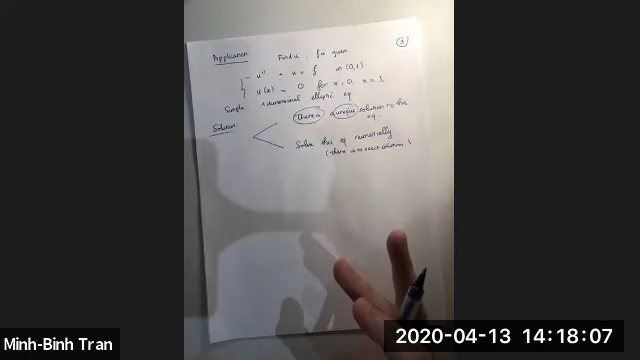 ③
Application Find u, f is given
- u'' + u = f on (0,1)
u(x) = 0 for x=0, x=1
Simple 1 dimensional elliptic eq
Solution There is a unique solution to this
eq.
Solve this eq numerically
(there is no exact solution)
Minh-Binh Tran
2020-04-13 14:18:07